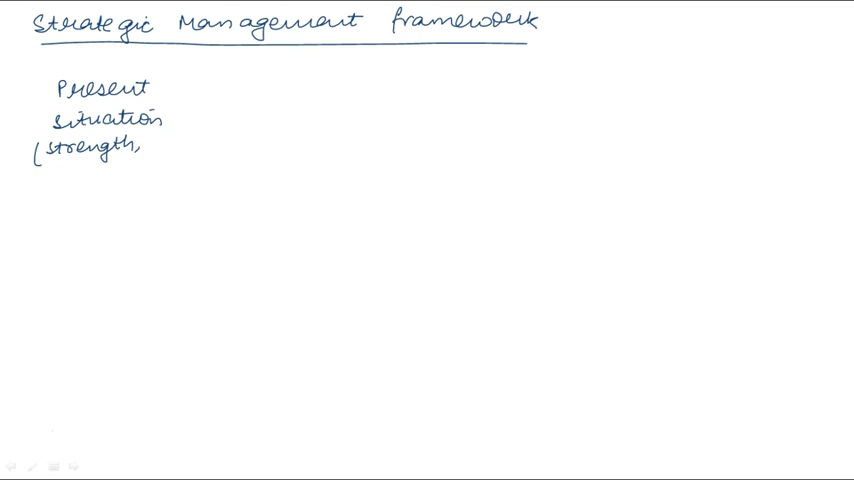 Strategic Management framework
Present
situation
(strength,